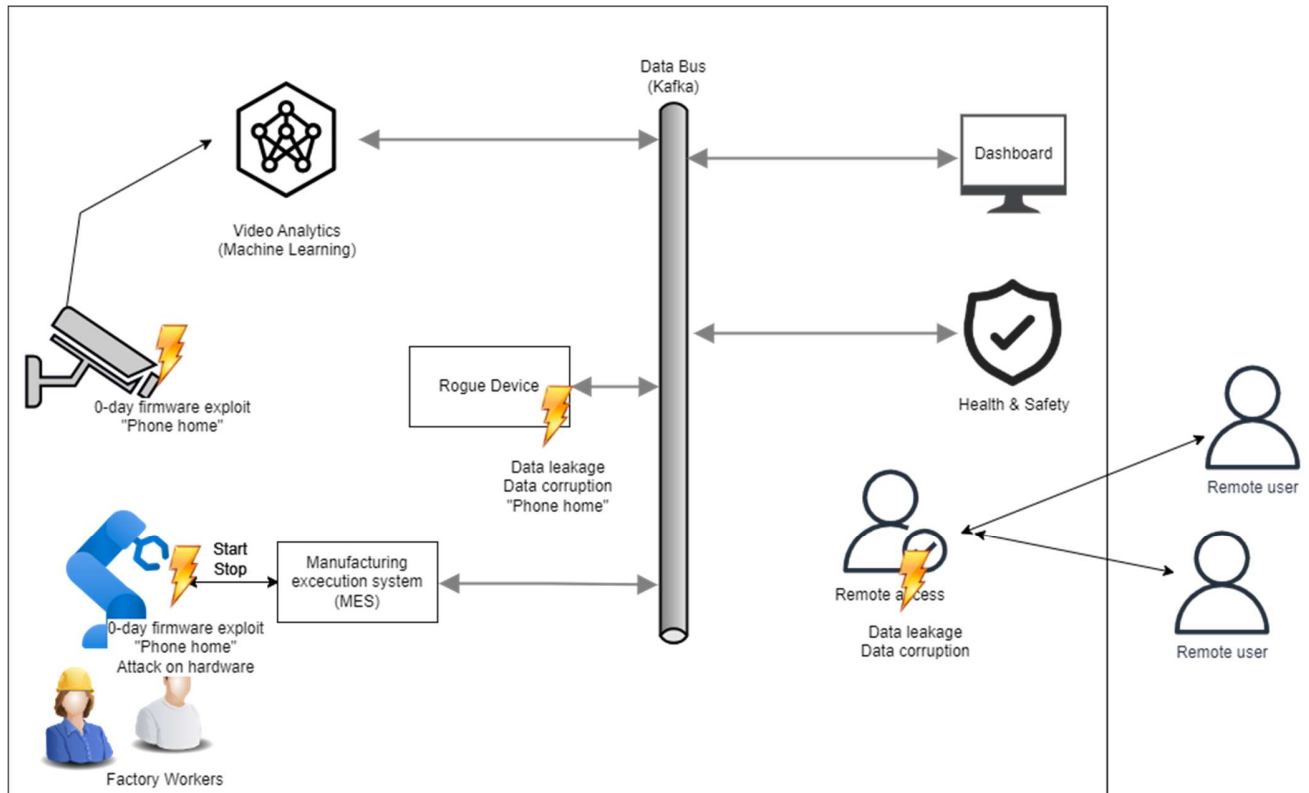 Data Bus
(Kafka)
Dashboard
Video Analytics
(Machine Learning)
0-day firmware exploit
"Phone home"
Rogue Device
Data leakage
Data corruption
"Phone home"
Health & Safety
Remote user
Start
Stop
Manufacturing
excecution system
(MES)
0-day firmware exploit
"Phone home"
Attack on hardware
Remote access
Data leakage
Data corruption
Remote user
Factory Workers